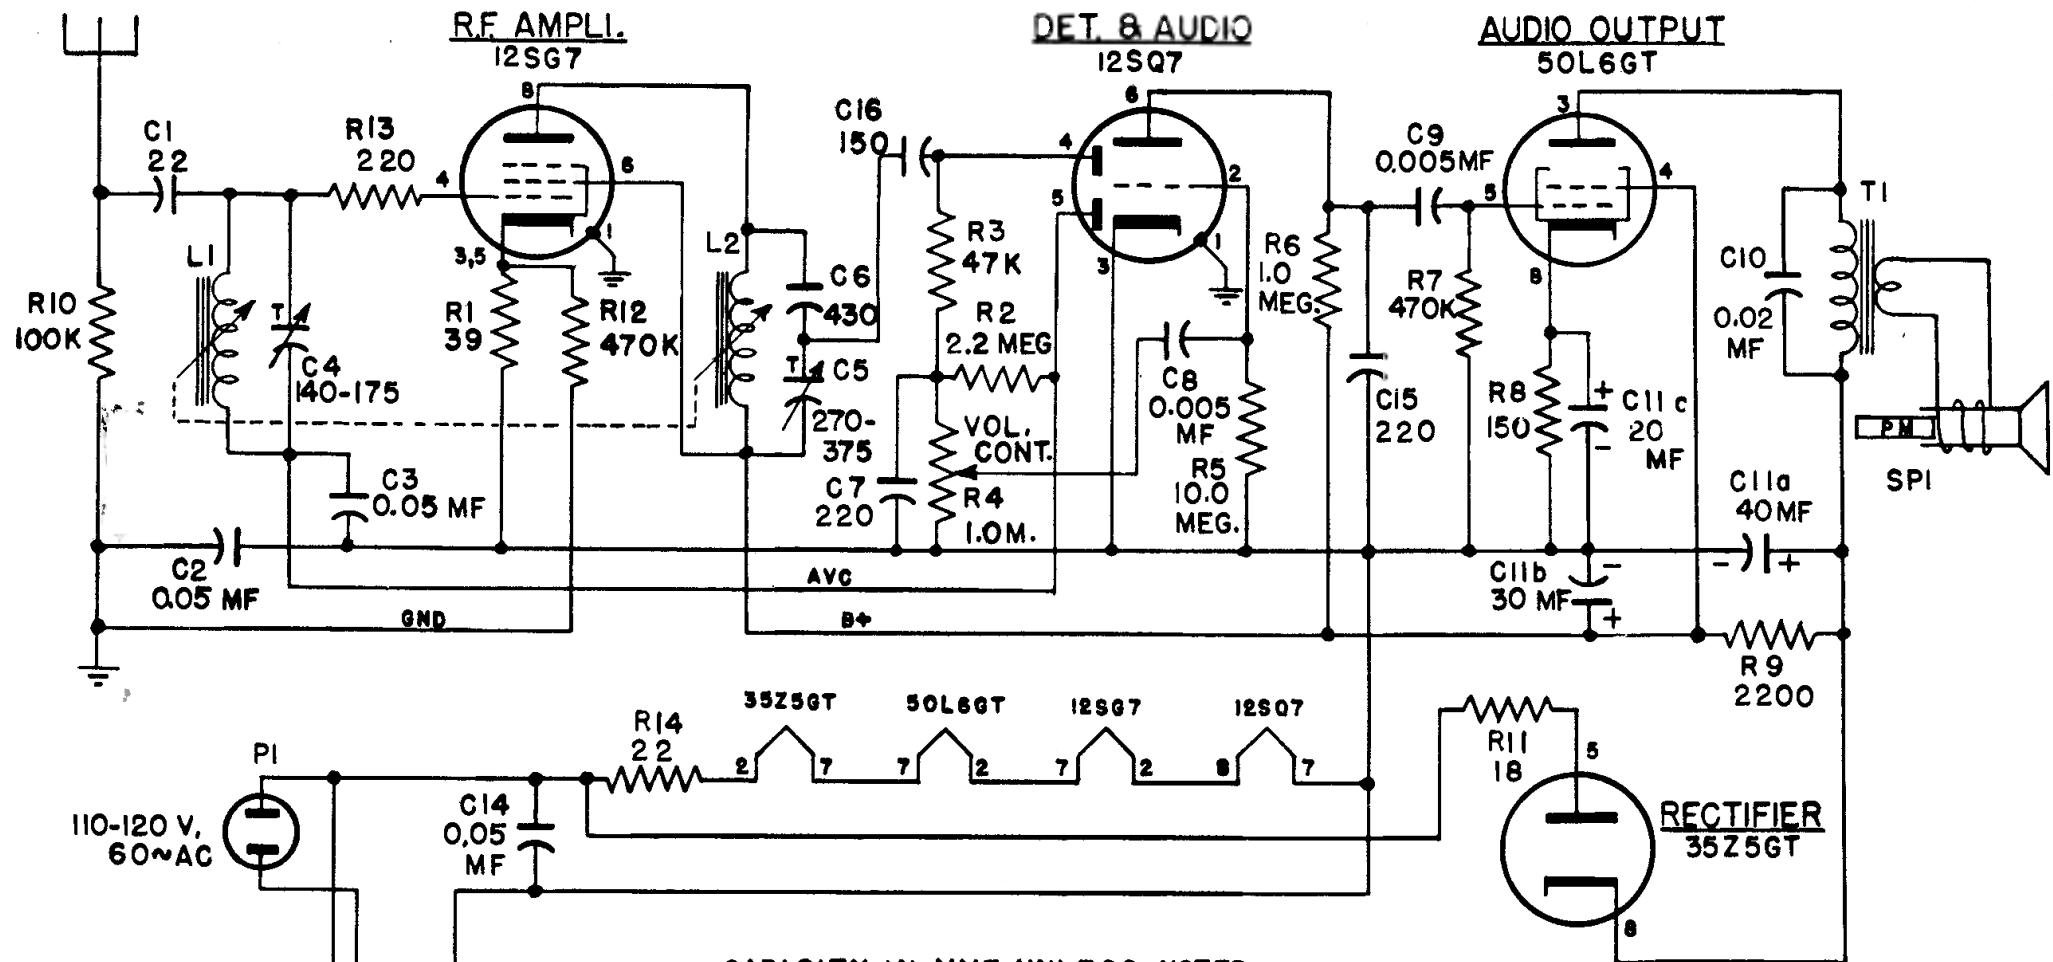 R.F. AMPLI.
12SG7
DET. & AUDIO
12SQ7
AUDIO OUTPUT
50L6GT
C1
22
R13
220
4
8
6
1
3,5
C16
150
4
5
6
2
1
3
C9
0.005MF
3
4
5
8
T1
L1
T
C4
140-175
R10
100K
R1
39
R12
470K
L2
C6
430
T
C5
270-
375
R3
47K
R2
2.2 MEG
VOL.
CONT.
R4
1.0M.
C7
220
C8
0.005
MF
R5
10.0
MEG.
R6
1.0
MEG.
C15
220
R7
470K
R8
150
+
C11c
20
MF
-
C10
0.02
MF
PM
SP1
C11a
40MF
-
+
C3
0.05 MF
C2
0.05 MF
AVC
GND
B+
C11b
30 MF
-
+
R9
2200
P1
110-120 V.
60~AC
C14
0,05
MF
R14
22
35Z5GT
2
7
50L6GT
7
2
12SG7
7
2
12SQ7
8
7
R11
18
5
8
RECTIFIER
35Z5GT